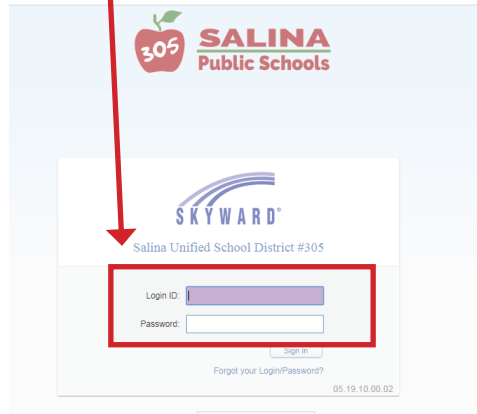 305
SALINA
Public Schools
SKYWARD®
Salina Unified School District #305
Login ID:
Password:
Sign In
Forgot your Login/Password?
05.19.10.00.02